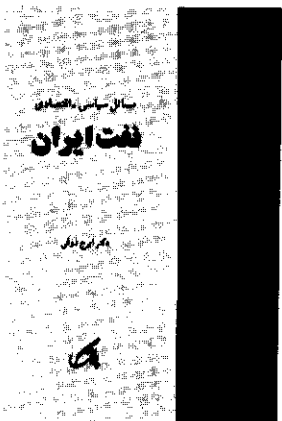 مسائل سیاسی ـ اقتصادی
نفت ایران
دکتر ایرج ذوقی